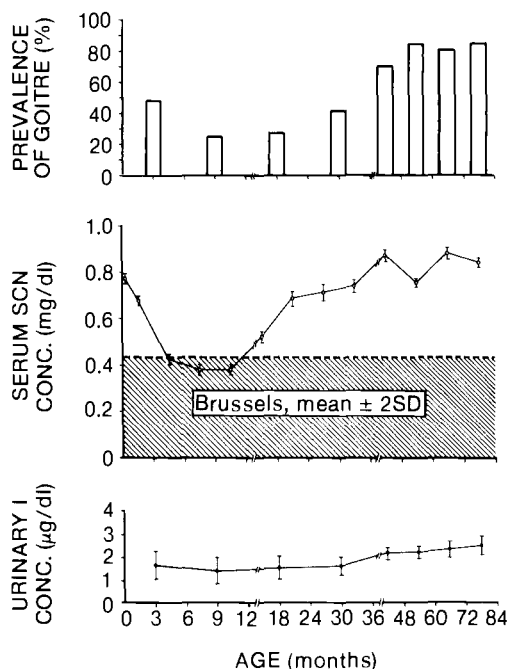 PREVALENCE
OF GOITRE (%)
100
80
60
40
20
0
SERUM SCN
CONC. (mg/dl)
1.0
0.8
0.6
0.4
0.2
0
Brussels, mean ± 2SD
URINARY I
CONC. (µg/dl)
4
3
2
1
0
0 3 6 9 12 18 24 30 36 48 60 72 84
AGE (months)